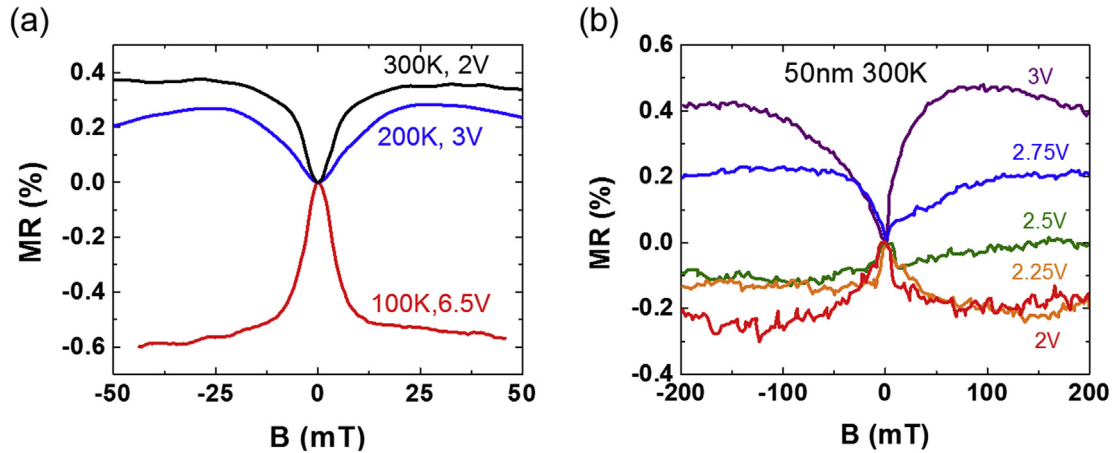 (a)
0.4
0.2
0.0
-0.2
-0.4
-0.6
MR (%)
300K, 2V
200K, 3V
100K,6.5V
-50
-25
0
25
50
B (mT)
(b)
0.6
0.4
0.2
0.0
-0.2
-0.4
MR (%)
50nm 300K
3V
2.75V
2.5V
2.25V
2V
-200
-100
0
100
200
B (mT)